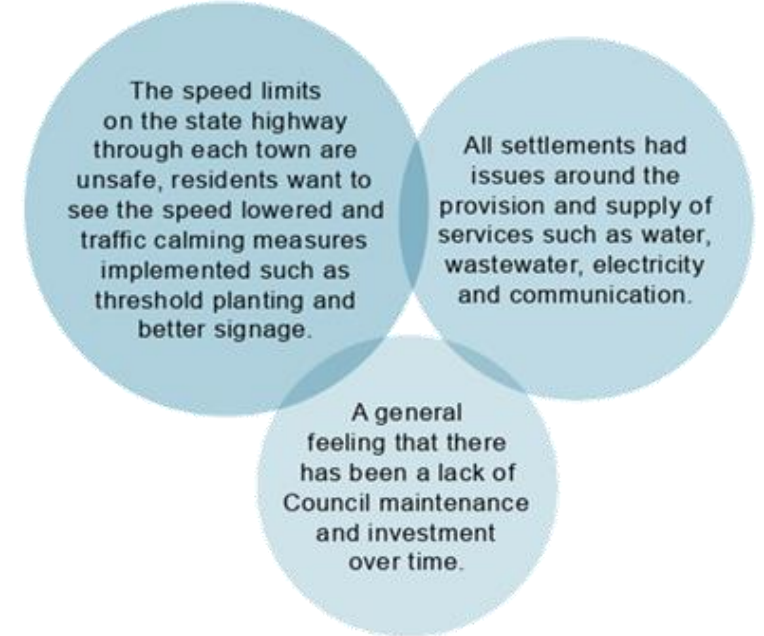 The speed limits
on the state highway
through each town are
unsafe, residents want to
see the speed lowered and
traffic calming measures
implemented such as
threshold planting and
better signage.
All settlements had
issues around the
provision and supply of
services such as water,
wastewater, electricity
and communication.
A general
feeling that there
has been a lack of
Council maintenance
and investment
over time.